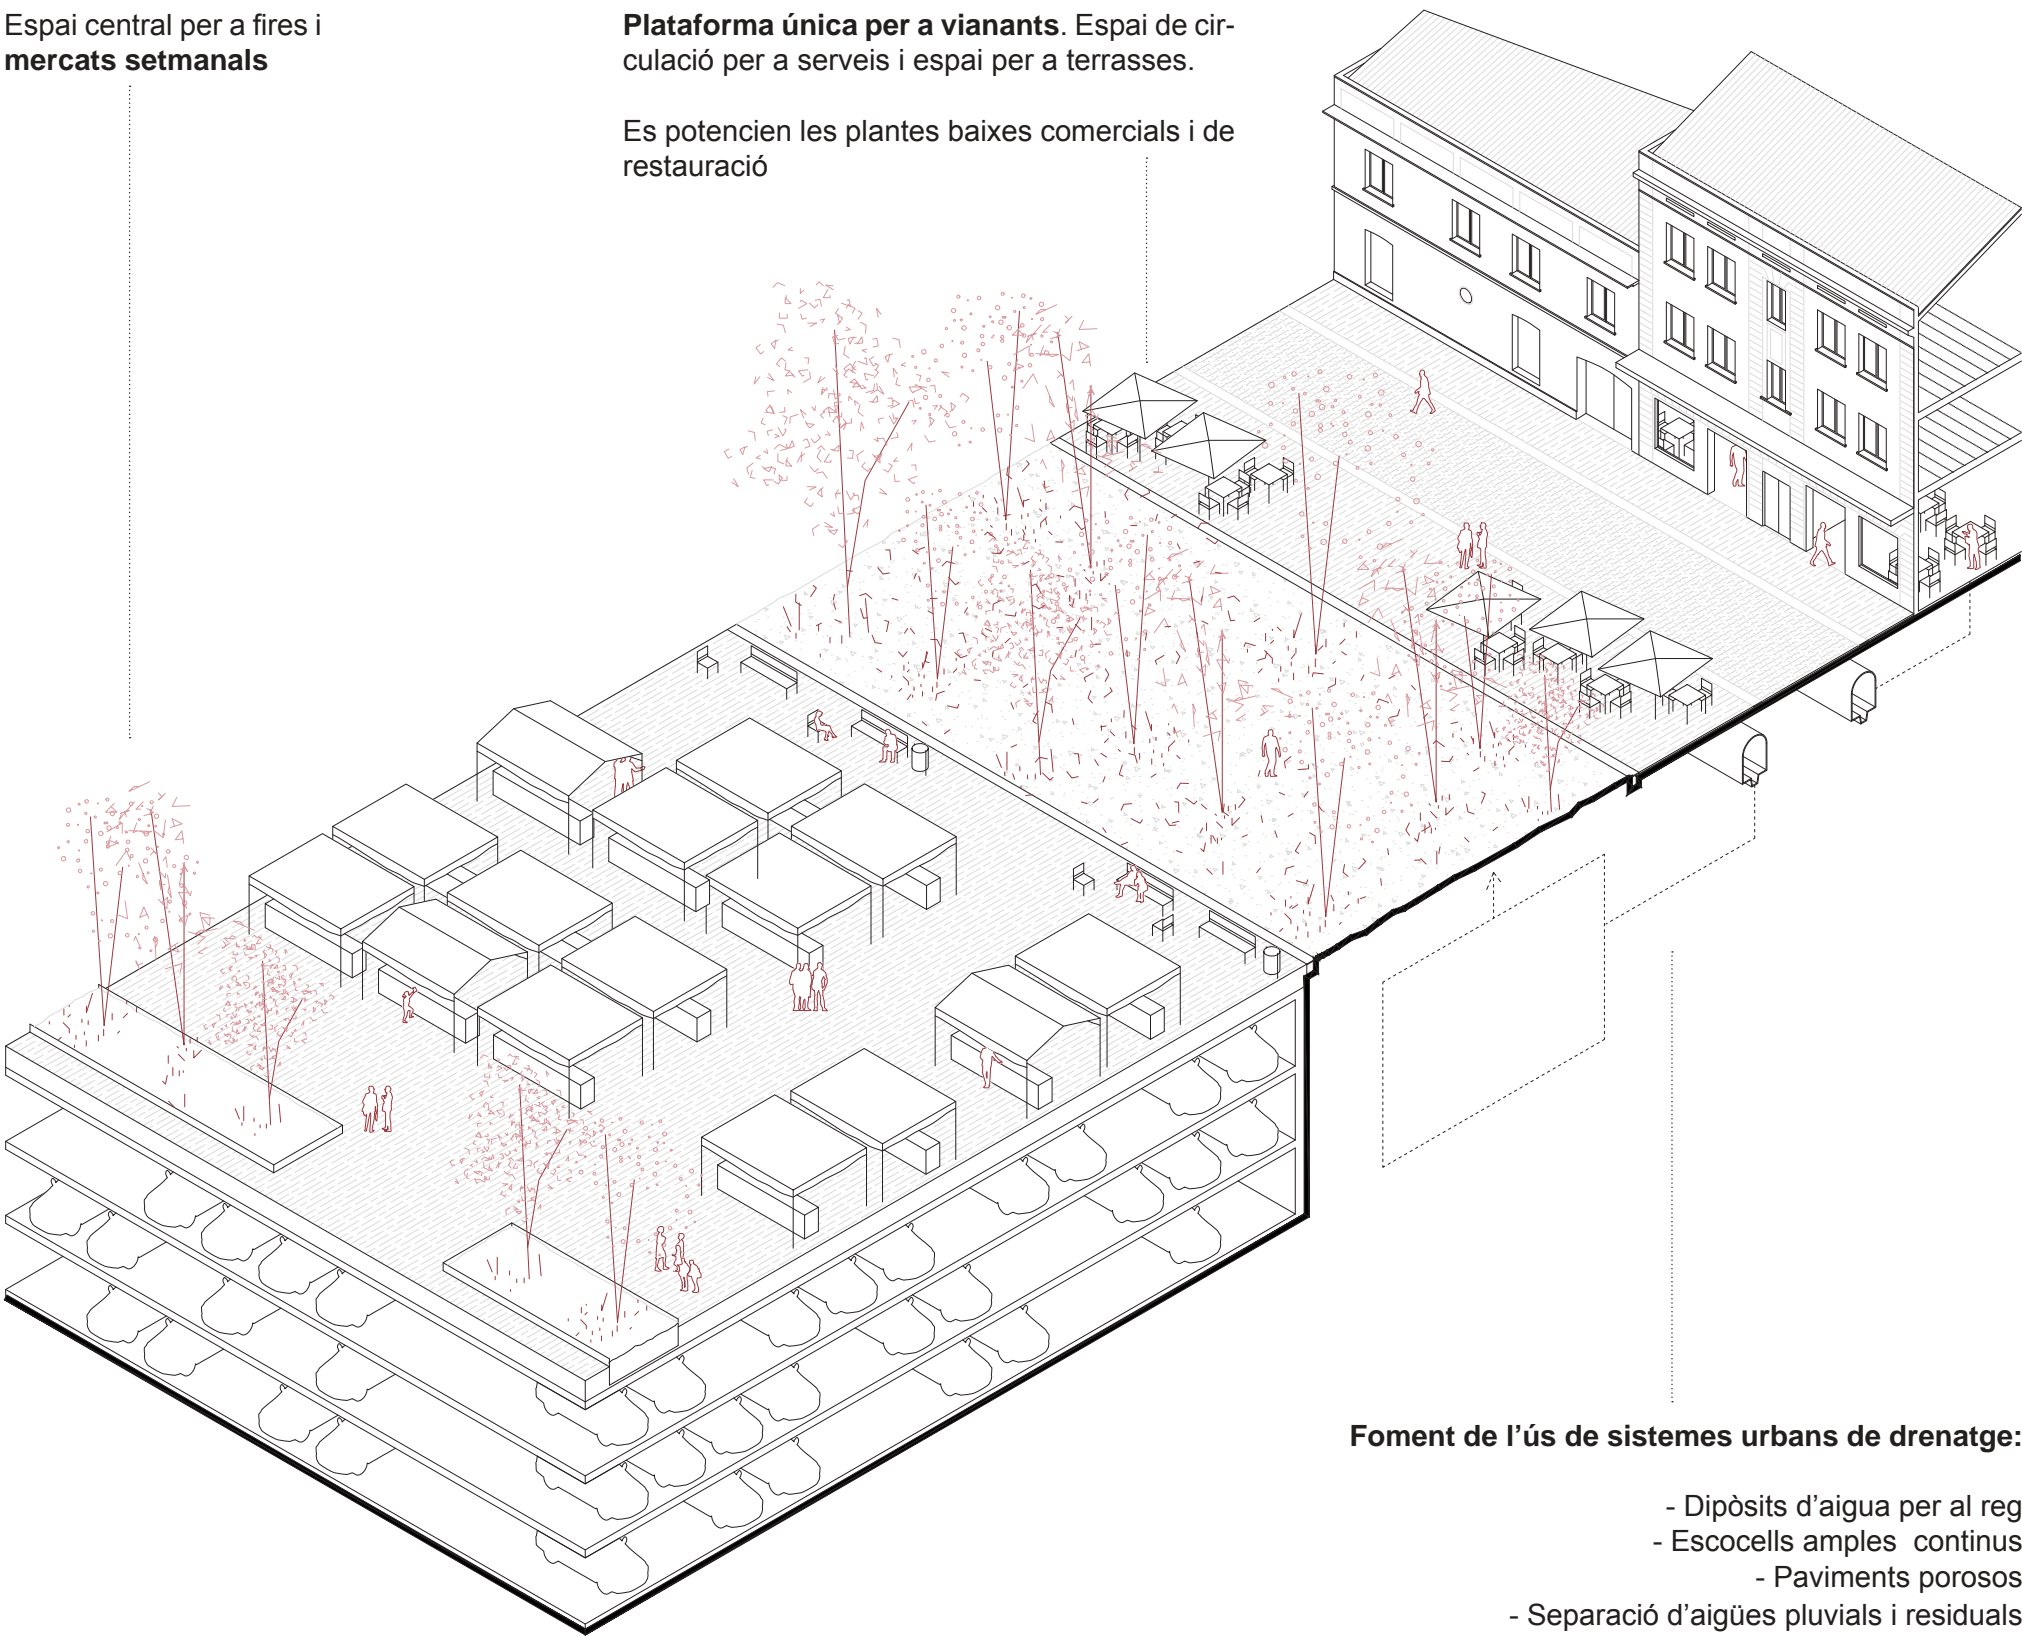 Espai central per a fires i
mercats setmanals
Plataforma única per a vianants. Espai de cir-
culació per a serveis i espai per a terrasses.
Es potencien les plantes baixes comercials i de
restauració
Foment de l’ús de sistemes urbans de drenatge:
- Dipòsits d’aigua per al reg
- Escocells amples  continus
- Paviments porosos
- Separació d’aigües pluvials i residuals